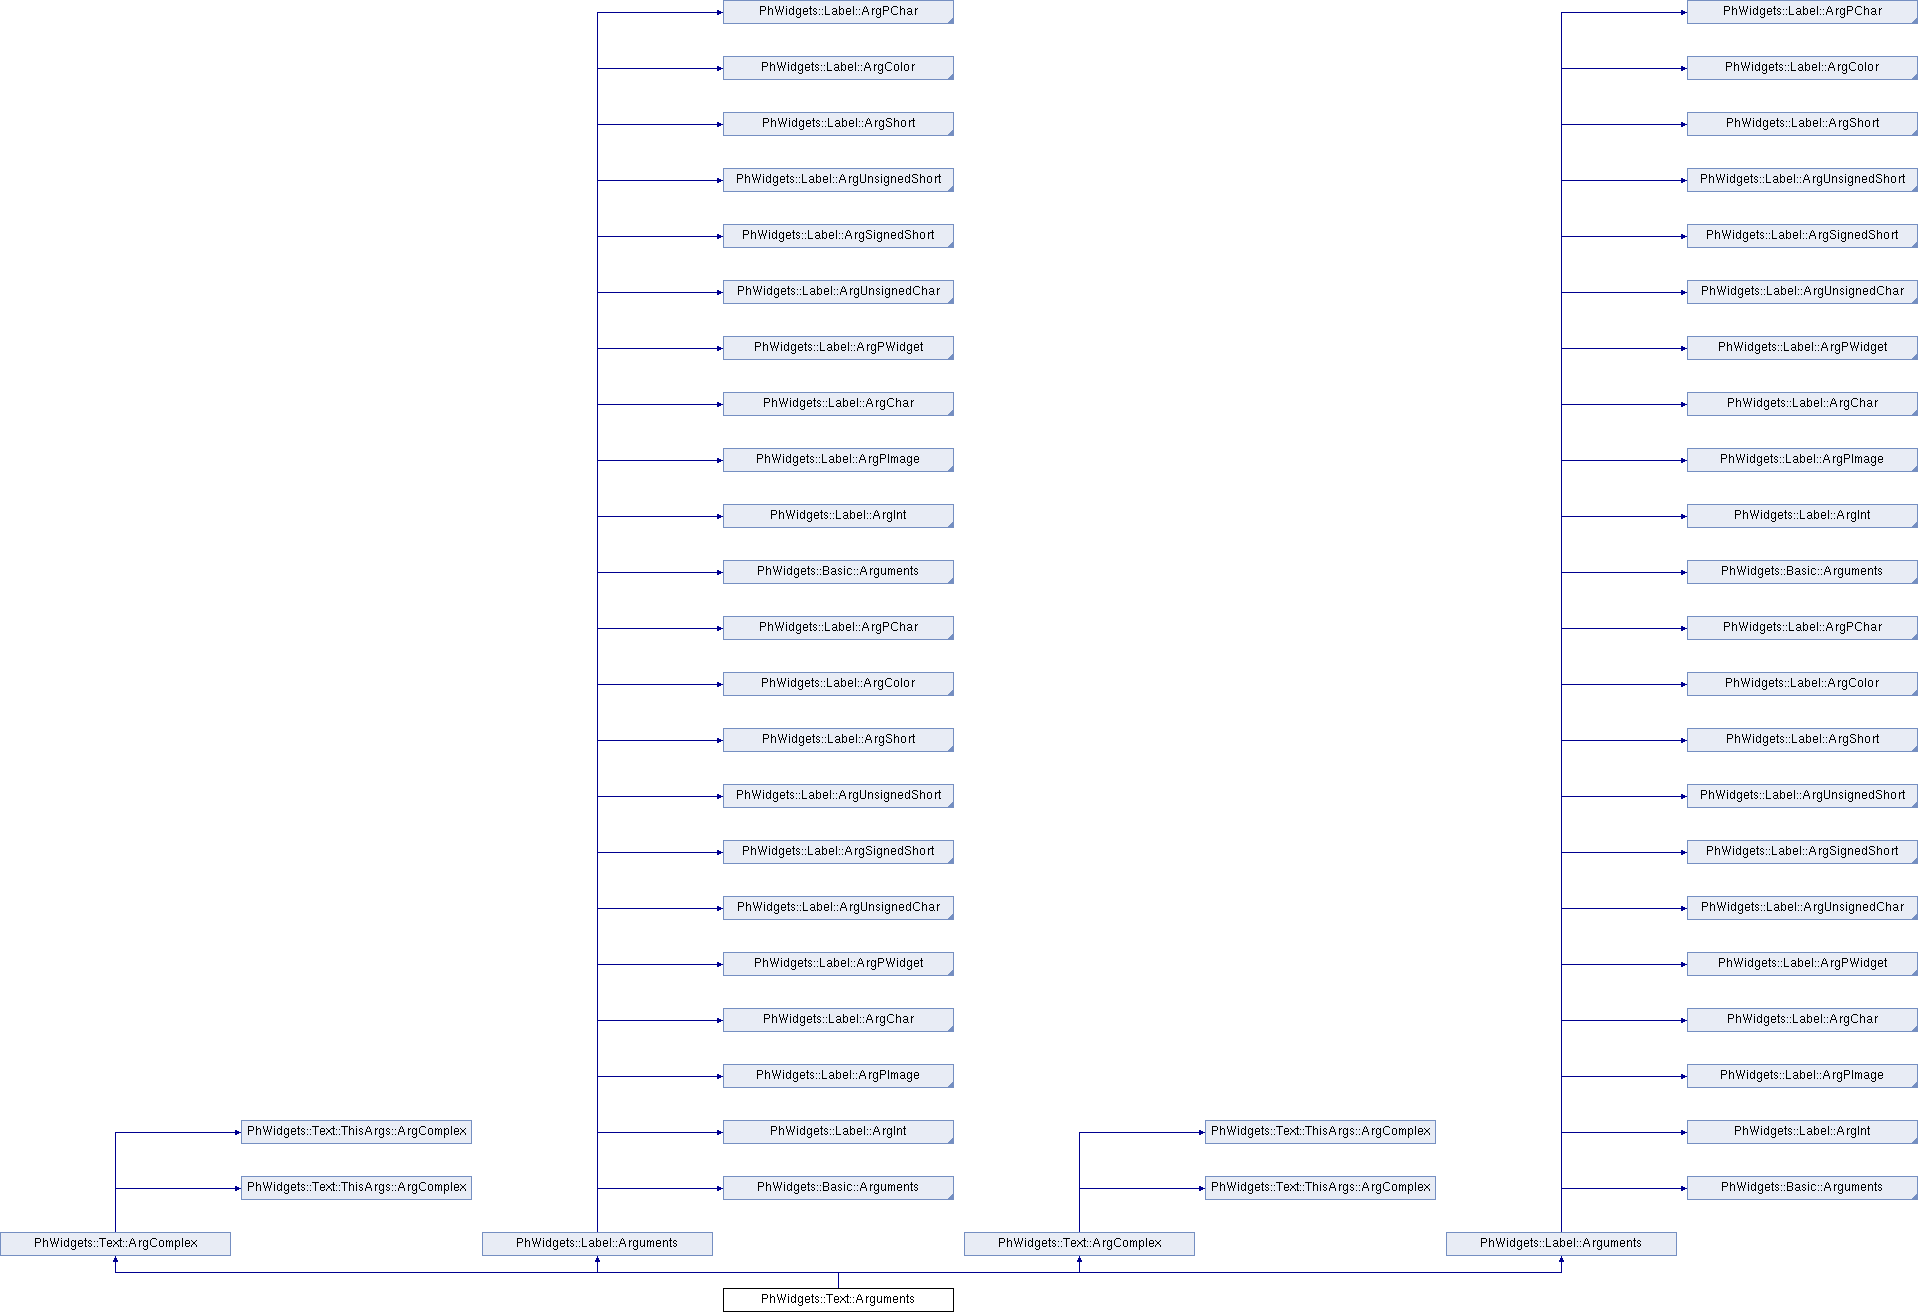 PhWidgets::Label::ArgPChar PhWidgets::Label::ArgPChar
PhWidgets::Label::ArgColor PhWidgets::Label::ArgColor
PhWidgets::Label::ArgShort PhWidgets::Label::ArgShort
PhWidgets::Label::ArgUnsignedShort PhWidgets::Label::ArgUnsignedShort
PhWidgets::Label::ArgSignedShort PhWidgets::Label::ArgSignedShort
PhWidgets::Label::ArgUnsignedChar PhWidgets::Label::ArgUnsignedChar
PhWidgets::Label::ArgPWidget PhWidgets::Label::ArgPWidget
PhWidgets::Label::ArgChar PhWidgets::Label::ArgChar
PhWidgets::Label::ArgPImage PhWidgets::Label::ArgPImage
PhWidgets::Label::ArgInt PhWidgets::Label::ArgInt
PhWidgets::Basic::Arguments PhWidgets::Basic::Arguments
PhWidgets::Label::ArgPChar PhWidgets::Label::ArgPChar
PhWidgets::Label::ArgColor PhWidgets::Label::ArgColor
PhWidgets::Label::ArgShort PhWidgets::Label::ArgShort
PhWidgets::Label::ArgUnsignedShort PhWidgets::Label::ArgUnsignedShort
PhWidgets::Label::ArgSignedShort PhWidgets::Label::ArgSignedShort
PhWidgets::Label::ArgUnsignedChar PhWidgets::Label::ArgUnsignedChar
PhWidgets::Label::ArgPWidget PhWidgets::Label::ArgPWidget
PhWidgets::Label::ArgChar PhWidgets::Label::ArgChar
PhWidgets::Label::ArgPImage PhWidgets::Label::ArgPImage
PhWidgets::Text::ThisArgs::ArgComplex PhWidgets::Label::ArgInt PhWidgets::Text::ThisArgs::ArgComplex PhWidgets::Label::ArgInt
PhWidgets::Text::ThisArgs::ArgComplex PhWidgets::Basic::Arguments PhWidgets::Text::ThisArgs::ArgComplex PhWidgets::Basic::Arguments
PhWidgets::Text::ArgComplex PhWidgets::Label::Arguments PhWidgets::Text::ArgComplex PhWidgets::Label::Arguments
PhWidgets::Text::Arguments